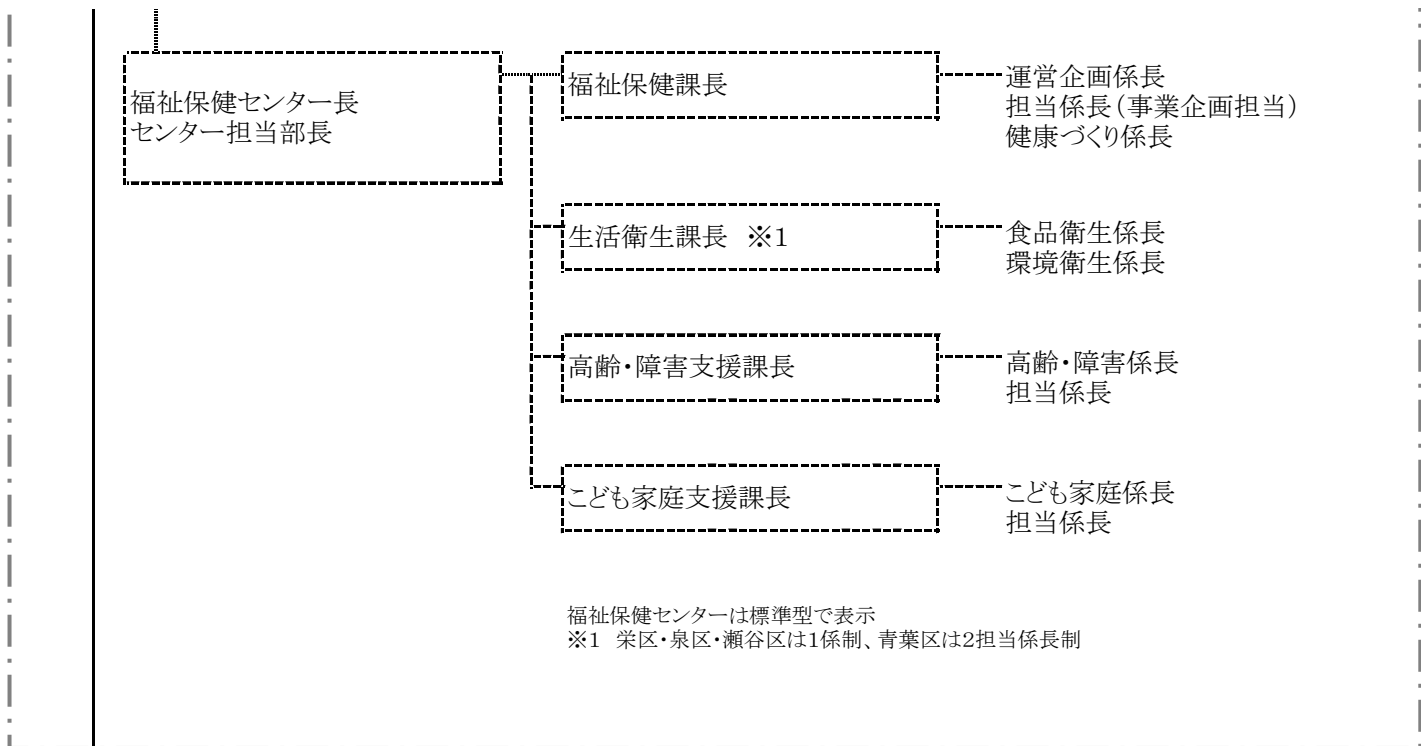 福祉保健センター長
センター担当部長
福祉保健課長
運営企画係長
担当係長（事業企画担当）
健康づくり係長
生活衛生課長　※1
食品衛生係長
環境衛生係長
高齢・障害支援課長
高齢・障害係長
担当係長
こども家庭支援課長
こども家庭係長
担当係長
福祉保健センターは標準型で表示
※1　栄区・泉区・瀬谷区は1係制、青葉区は2担当係長制